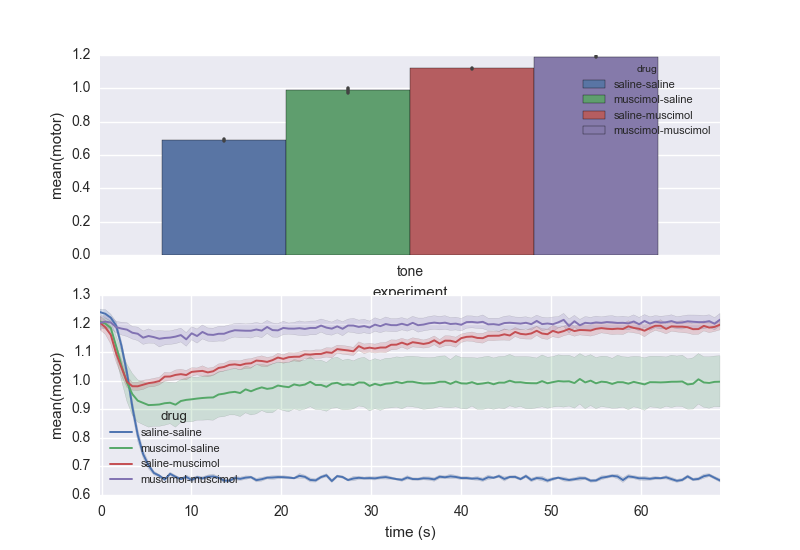 1.2
1.0
0.8
0.6
0.4
0.2
0.0
mean(motor)
drug
saline-saline
muscimol-saline
saline-muscimol
muscimol-muscimol
tone
experiment
1.3
1.2
1.1
1.0
0.9
0.8
0.7
0.6
mean(motor)
drug
saline-saline
muscimol-saline
saline-muscimol
muscimol-muscimol
0 10 20 30 40 50 60
time (s)